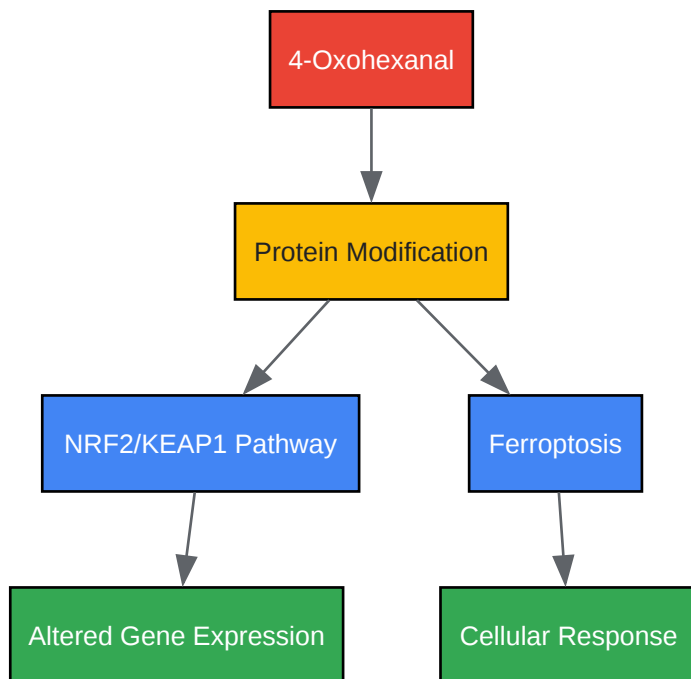 4-Oxohexanal
Protein Modification
NRF2/KEAP1 Pathway
Ferroptosis
Altered Gene Expression
Cellular Response